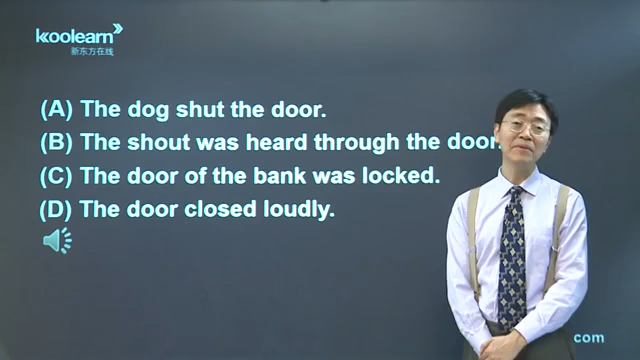 koolearn
新东方在线
(A) The dog shut the door.
(B) The shout was heard through the door.
(C) The door of the bank was locked.
(D) The door closed loudly.
com